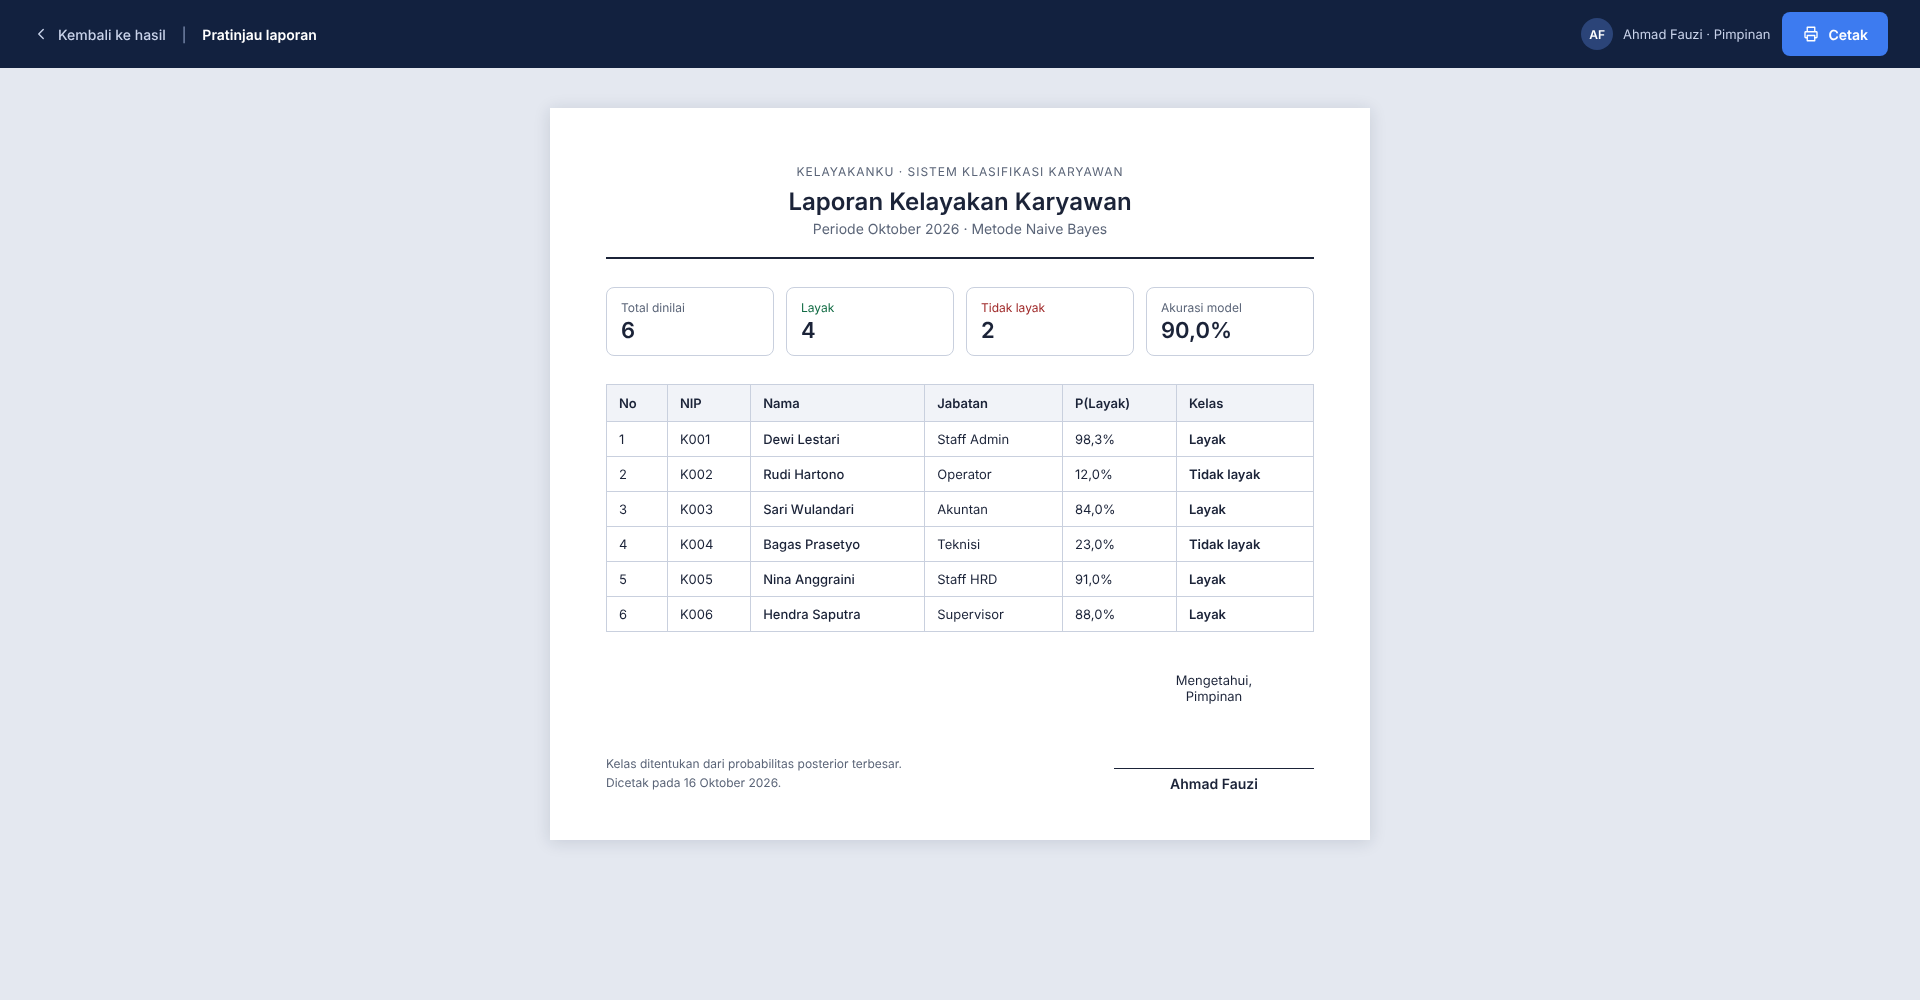 Kembali ke hasil | Pratinjau laporan
AF Ahmad Fauzi · Pimpinan Cetak
KELAYAKANKU · SISTEM KLASIFIKASI KARYAWAN
Laporan Kelayakan Karyawan
Periode Oktober 2026 · Metode Naive Bayes
Total dinilai Layak Tidak layak Akurasi model
6 4 2 90,0%
No NIP Nama Jabatan P(Layak) Kelas
1 K001 Dewi Lestari Staff Admin 98,3% Layak
2 K002 Rudi Hartono Operator 12,0% Tidak layak
3 K003 Sari Wulandari Akuntan 84,0% Layak
4 K004 Bagas Prasetyo Teknisi 23,0% Tidak layak
5 K005 Nina Anggraini Staff HRD 91,0% Layak
6 K006 Hendra Saputra Supervisor 88,0% Layak
Mengetahui,
Pimpinan
Kelas ditentukan dari probabilitas posterior terbesar.
Dicetak pada 16 Oktober 2026.
Ahmad Fauzi